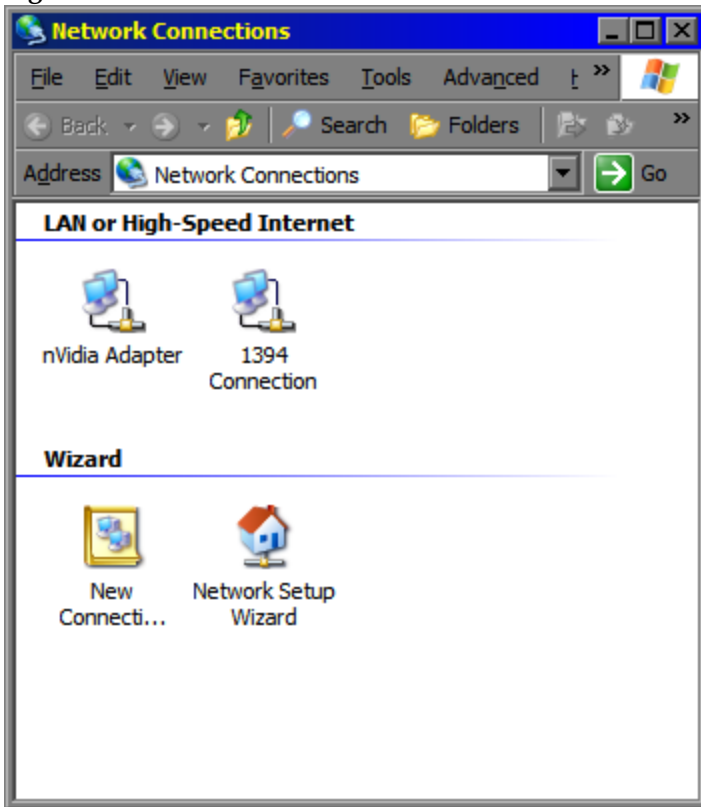 Network Connections
File Edit View Favorites Tools Advanced »
Back Search Folders »
Address Network Connections Go
LAN or High-Speed Internet
nVidia Adapter
1394
Connection
Wizard
New
Connecti...
Network Setup
Wizard